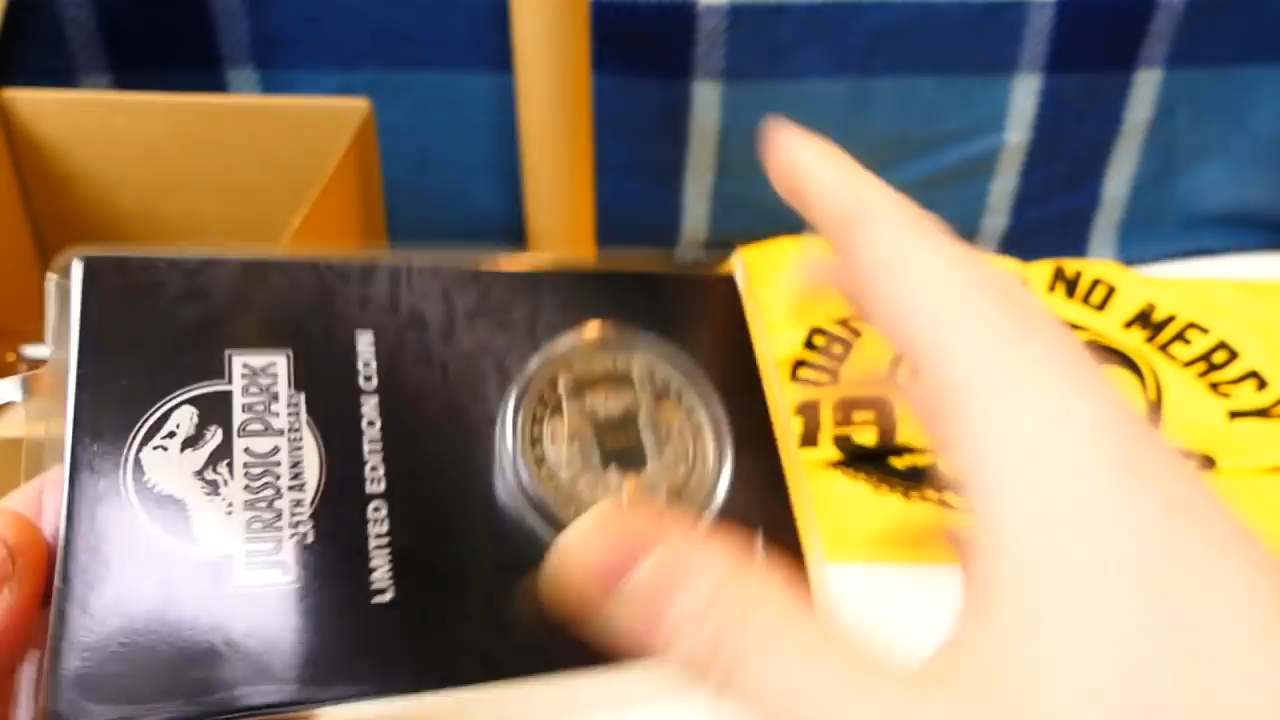 JURASSIC PARK
25TH ANNIVERSARY
LIMITED EDITION COIN
NO MERCY
19